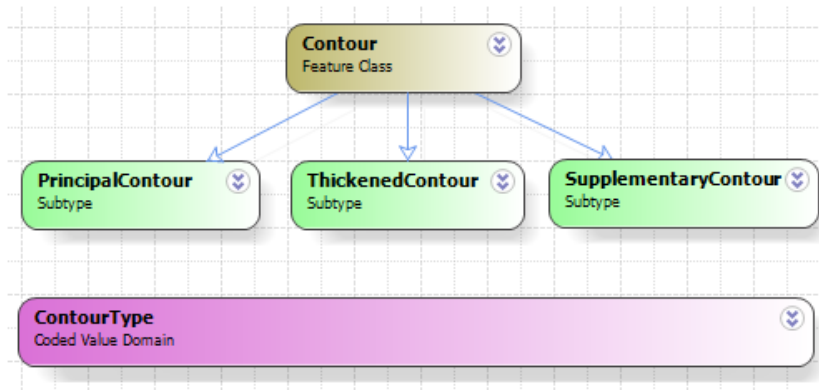 Contour
Feature Class
PrincipalContour
Subtype
ThickenedContour
Subtype
SupplementaryContour
Subtype
ContourType
Coded Value Domain